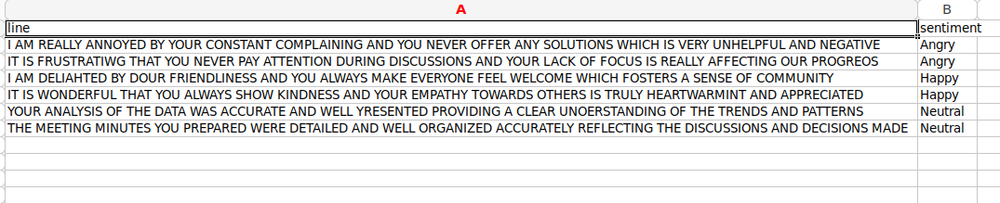 A B
line sentiment
I AM REALLY ANNOYED BY YOUR CONSTANT COMPLAINING AND YOU NEVER OFFER ANY SOLUTIONS WHICH IS VERY UNHELPFUL AND NEGATIVE Angry
IT IS FRUSTRATIWG THAT YOU NEVER PAY ATTENTION DURING DISCUSSIONS AND YOUR LACK OF FOCUS IS REALLY AFFECTING OUR PROGREOS Angry
I AM DELIAHTED BY DOUR FRIENDLINESS AND YOU ALWAYS MAKE EVERYONE FEEL WELCOME WHICH FOSTERS A SENSE OF COMMUNITY Happy
IT IS WONDERFUL THAT YOU ALWAYS SHOW KINDNESS AND YOUR EMPATHY TOWARDS OTHERS IS TRULY HEARTWARMINT AND APPRECIATED Happy
YOUR ANALYSIS OF THE DATA WAS ACCURATE AND WELL YRESENTED PROVIDING A CLEAR UNOERSTANDING OF THE TRENDS AND PATTERNS Neutral
THE MEETING MINUTES YOU PREPARED WERE DETAILED AND WELL ORGANIZED ACCURATELY REFLECTING THE DISCUSSIONS AND DECISIONS MADE Neutral